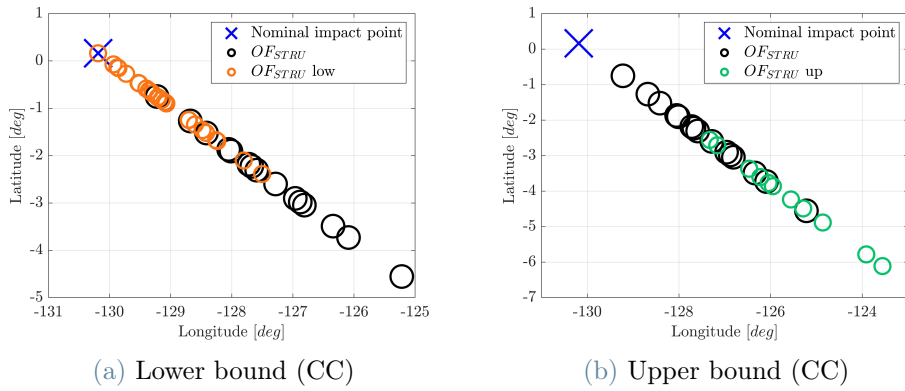 Nominal impact point
OF_STRU
OF_STRU low
1
0
-1
-2
-3
-4
-5
Latitude [deg]
-131 -130 -129 -128 -127 -126 -125
Longitude [deg]
(a) Lower bound (CC)
Nominal impact point
OF_STRU
OF_STRU up
1
0
-1
-2
-3
-4
-5
-6
-7
Latitude [deg]
-130 -128 -126 -124
Longitude [deg]
(b) Upper bound (CC)